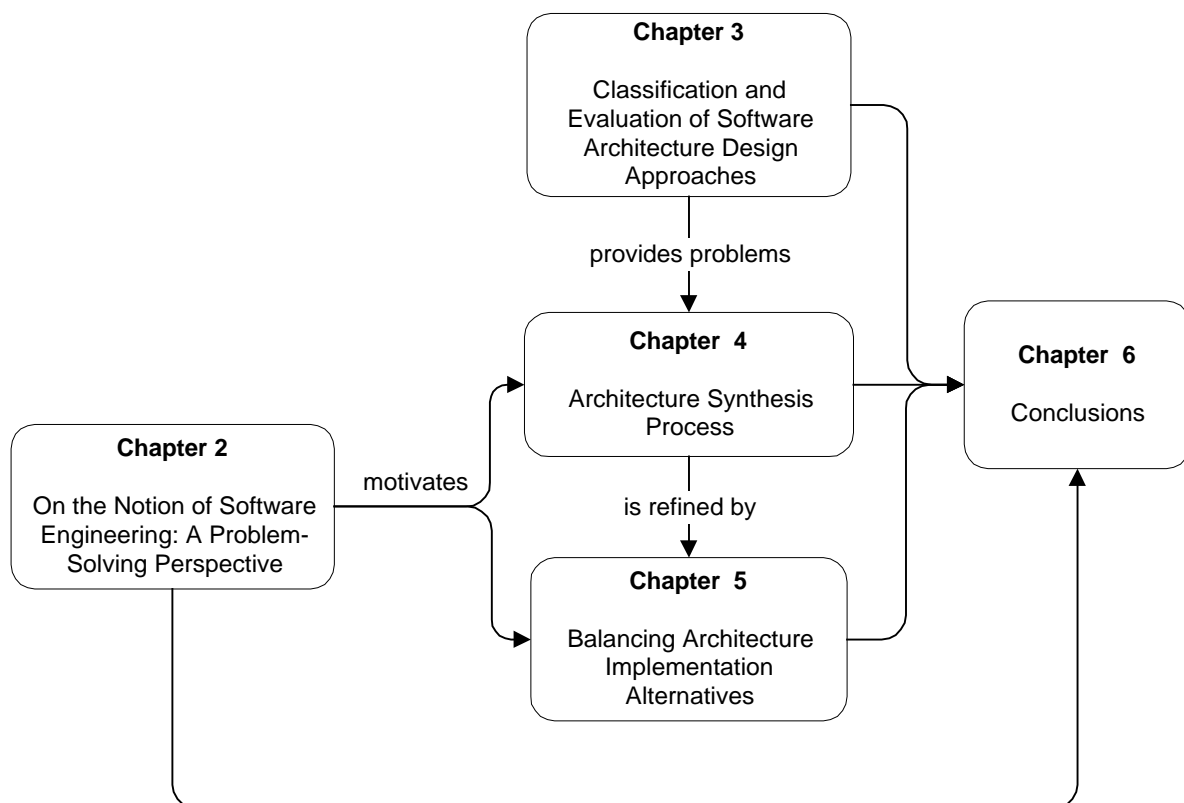 Chapter 3
Classification and
Evaluation of Software
Architecture Design
Approaches
provides problems
Chapter 4
Architecture Synthesis
Process
Chapter 6
Conclusions
Chapter 2
On the Notion of Software
Engineering: A Problem-
Solving Perspective
motivates
is refined by
Chapter 5
Balancing Architecture
Implementation
Alternatives